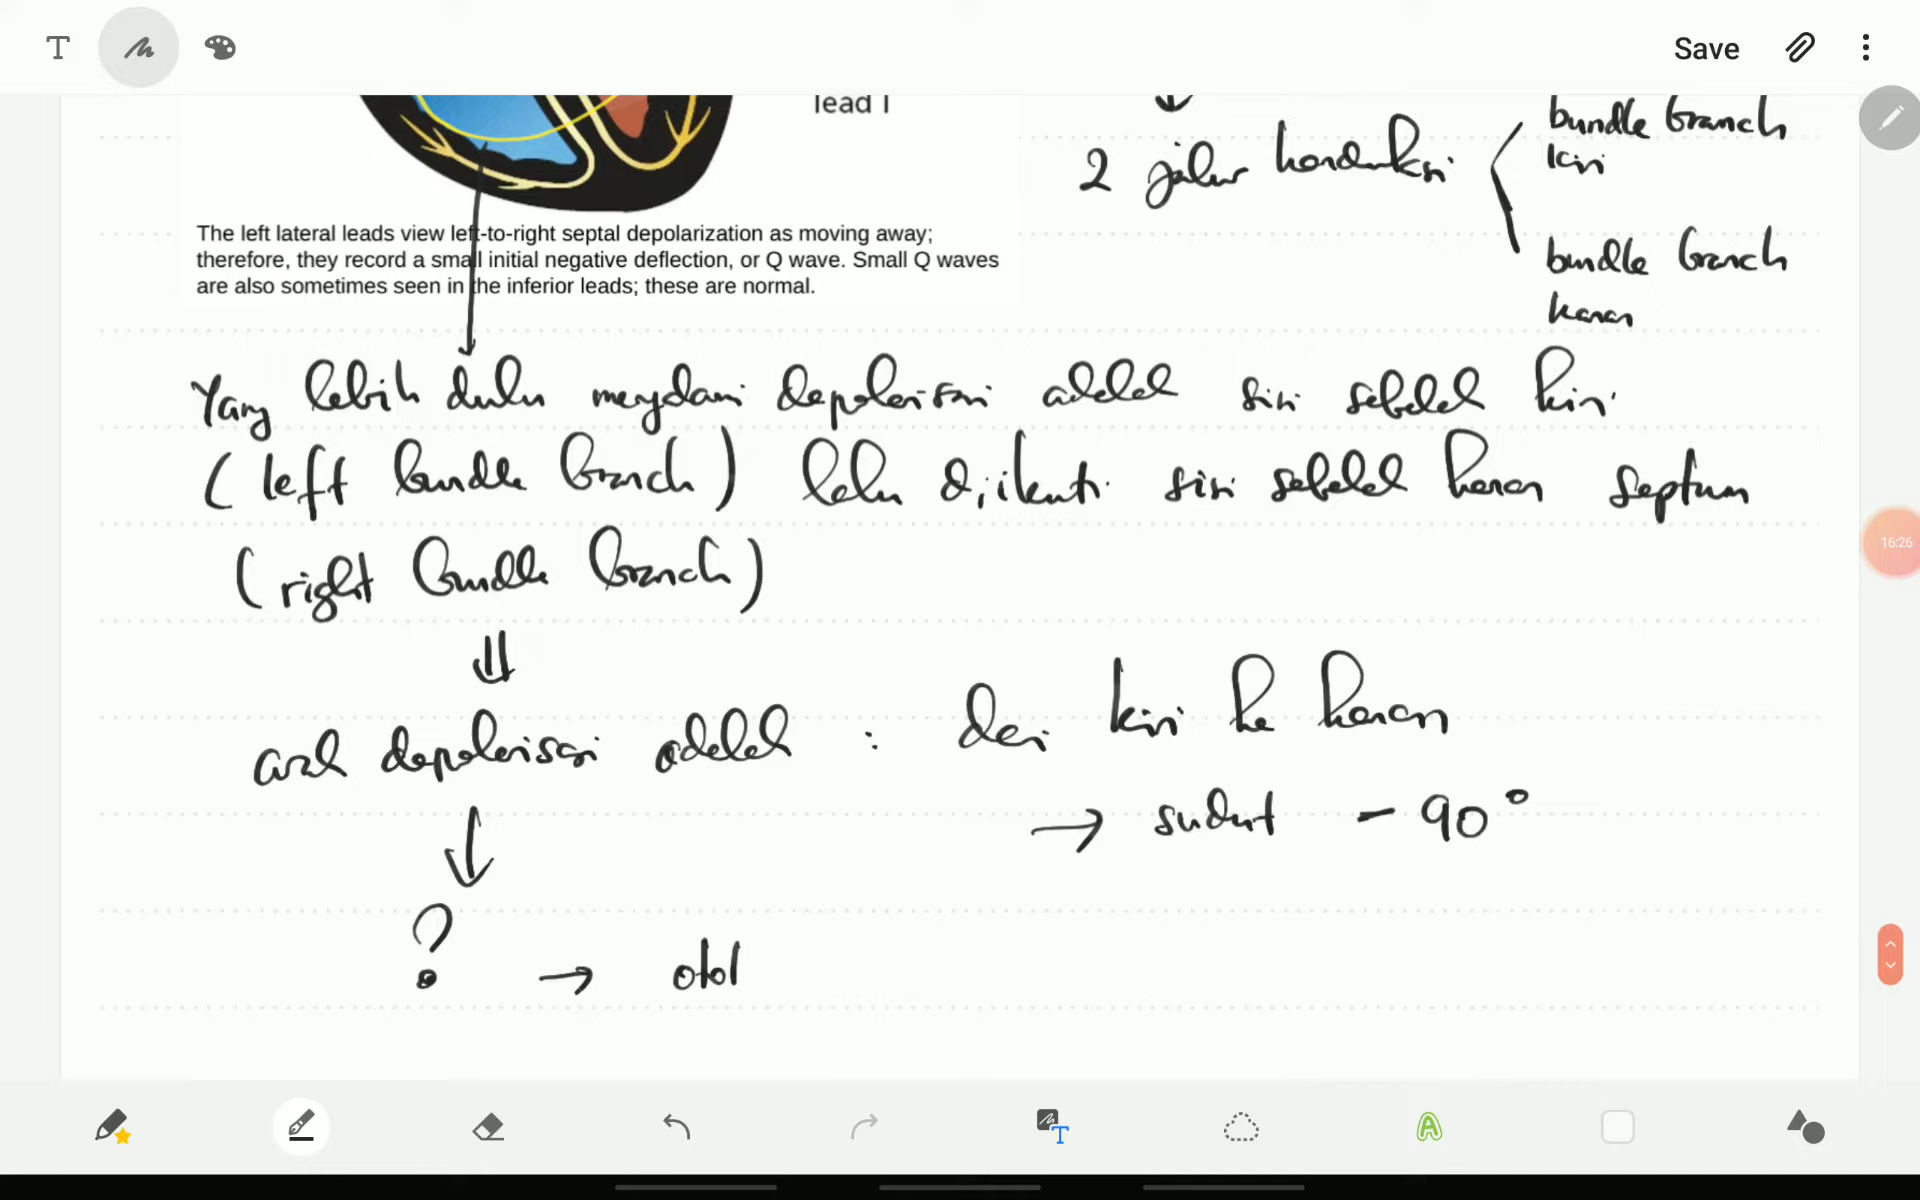 Save
lead I
bundle branch
kiri
2 jalur konduksi
bundle branch
kanan
The left lateral leads view left-to-right septal depolarization as moving away;
therefore, they record a small initial negative deflection, or Q wave. Small Q waves
are also sometimes seen in the inferior leads; these are normal.
Yang lebih dulu mengalami depolarisasi adalah sisi sebelah kiri
(left bundle branch) lalu diikuti sisi sebelah kanan septum
(right bundle branch)
arah depolarisasi adalah : dari kiri ke kanan
→ sudut - 90°
? → otot
16:26